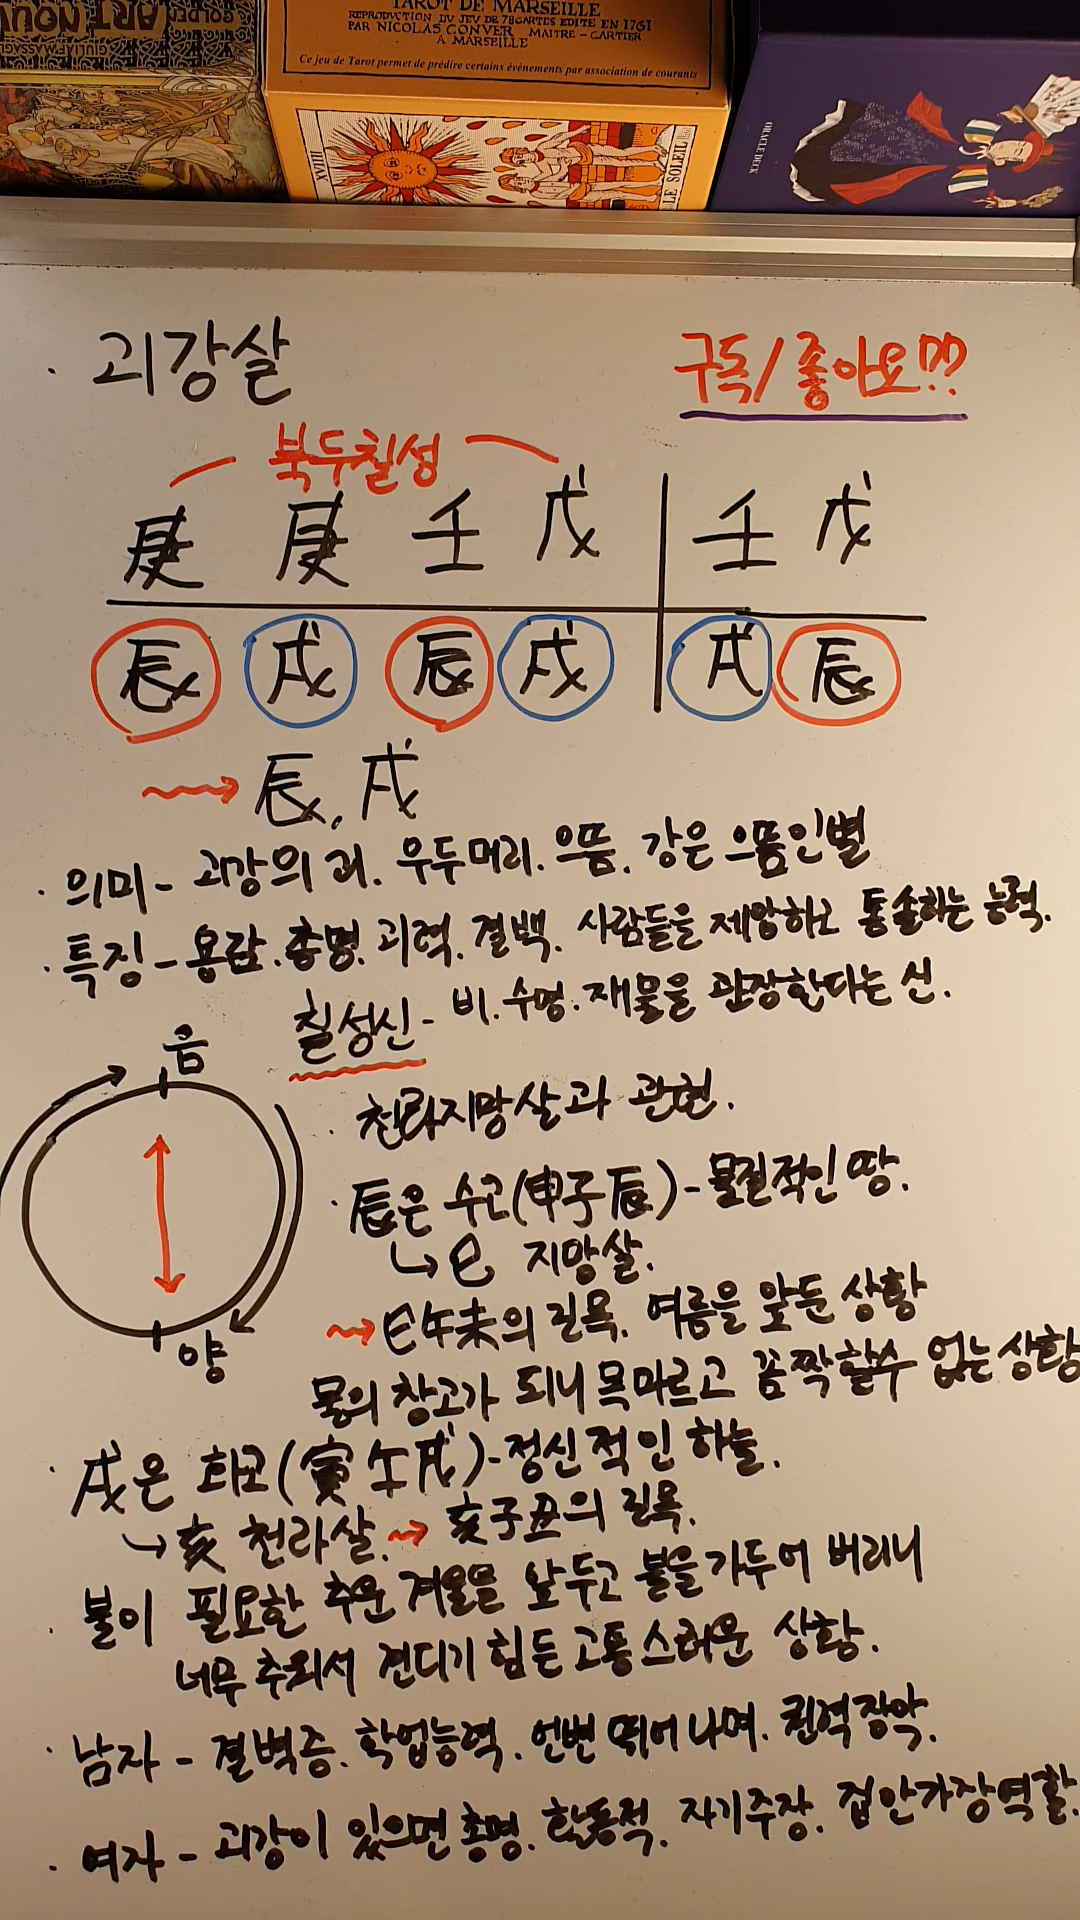 GOLDEN
ART NOUV
TAROT DE MARSEILLE
REPRODUCTION DU JEU DE 78 CARTES EDITE EN 1761
PAR NICOLAS CONVER MAITRE - CARTIER
A MARSEILLE
Ce jeu de Tarot permet de prédire certains évènements par association de courants
XVIIII
LE SOLEIL
ORACLE DECK
· 괴강살
구독/좋아요!??
북두칠성
庚 庚 壬 戊 壬 戊
辰 戌 辰 戌 戌 辰
辰, 戌
· 의미 - 괴강의 괴. 우두머리. 으뜸. 강은 으뜸인별
· 특징 - 용감. 총명. 괴력. 결백. 사람들을 제압하고 통솔하는 능력.
칠성신 - 비. 수명. 재물을 관장한다는 신.
음
양
· 천라지망살과 관련.
· 辰은 수고(申子辰) - 물질적인 땅.
巳 지망살.
巳午未의 길목. 여름을 앞둔 상황
물의 창고가 되니 목마르고 꼼짝할수 없는 상황
· 戌은 화고(寅午戌) - 정신적인 하늘.
亥 천라살. 亥子丑의 길목.
· 불이 필요한 추운 겨울을 앞두고 불을 가두어 버리니
너무 추워서 견디기 힘든 고통스러운 상황.
· 남자 - 결벽증. 학업능력. 언변 뛰어나며. 권력장악.
· 여자 - 괴강이 있으면 총명. 활동적. 자기주장. 집안가장역할.